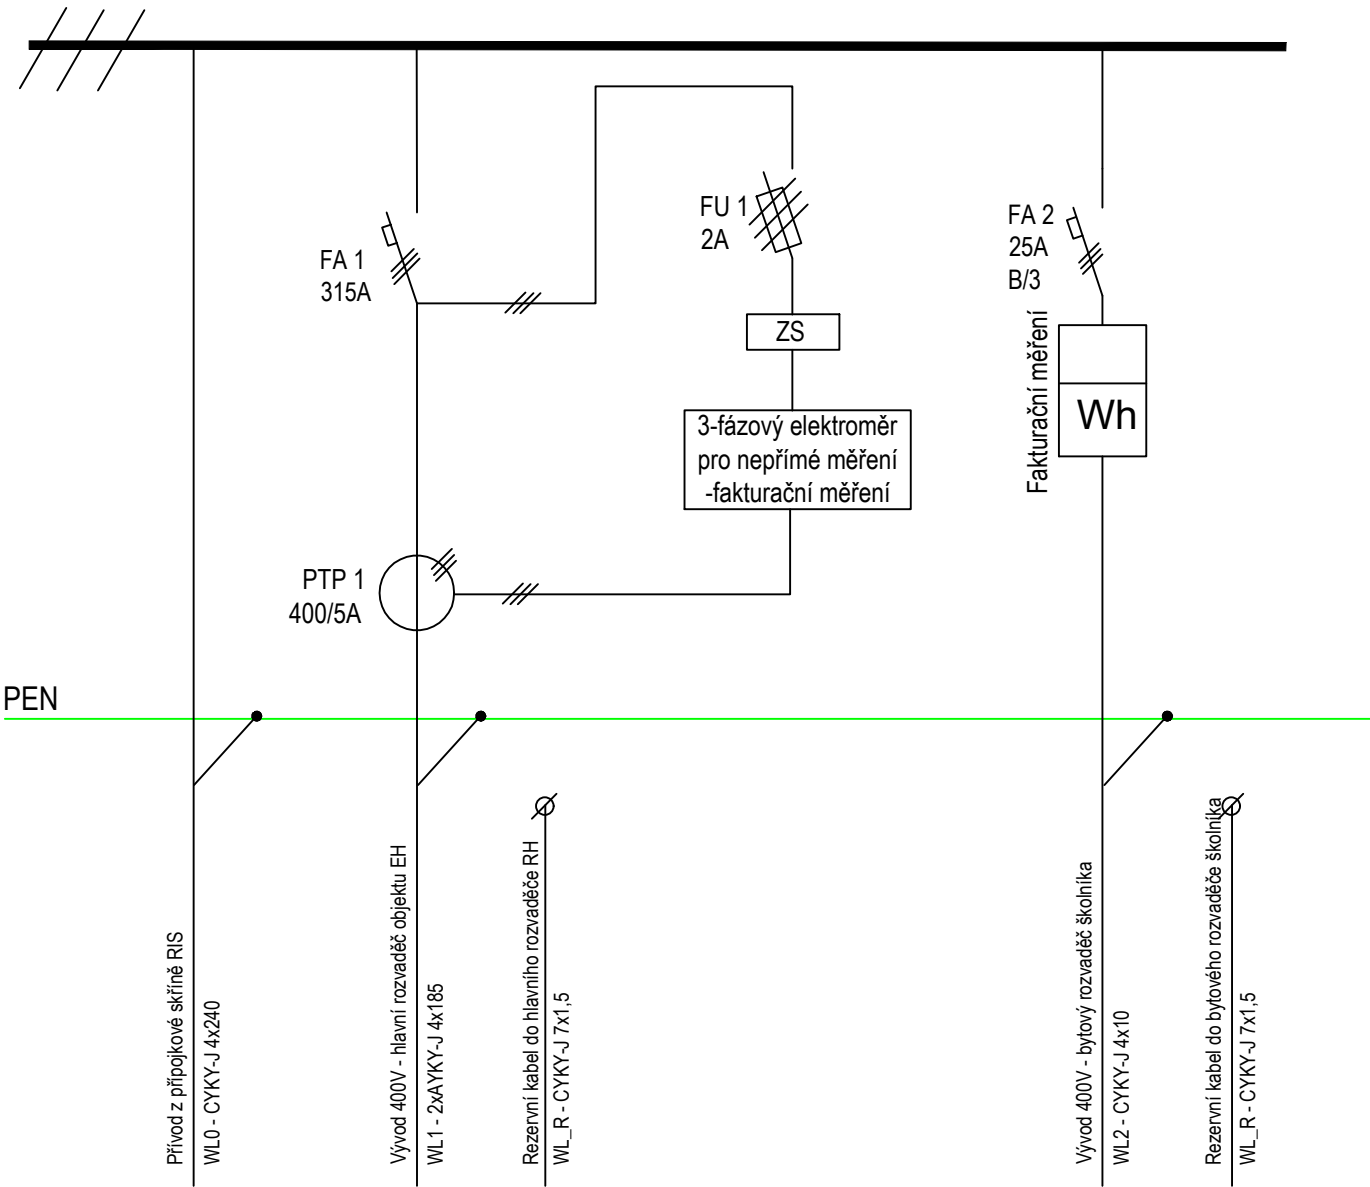 FU 1
2A
FA 2
25A
B/3
FA 1
315A
ZS
Fakturační měření
Wh
3-fázový elektroměr
pro nepřímé měření
-fakturační měření
PTP 1
400/5A
PEN
Přívod z přípojkové skříně RIS
WL0 - CYKY-J 4x240
Vývod 400V - hlavní rozvaděč objektu EH
WL1 - 2xAYKY-J 4x185
Rezervní kabel do hlavního rozvaděče RH
WL_R - CYKY-J 7x1,5
Vývod 400V - bytový rozvaděč školníka
WL2 - CYKY-J 4x10
Rezervní kabel do bytového rozvaděče školníka
WL_R - CYKY-J 7x1,5